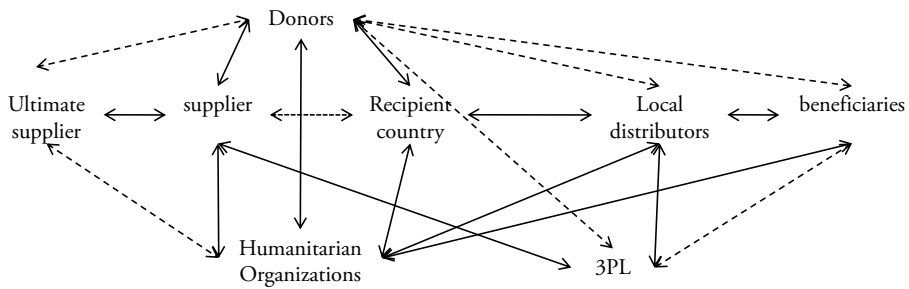 Donors
Ultimate
supplier
supplier
Recipient
country
Local
distributors
beneficiaries
Humanitarian
Organizations
3PL